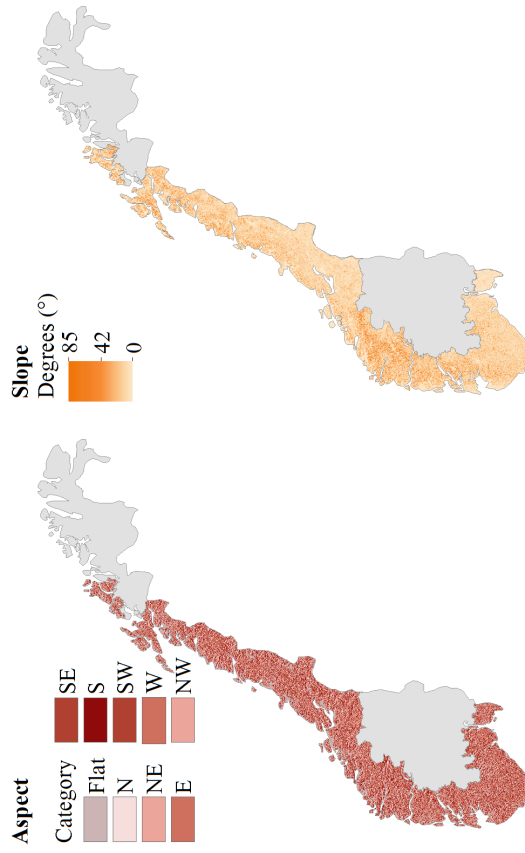 Slope
Degrees (°)
85
42
0
Aspect
Category
Flat
N
NE
E
SE
S
SW
W
NW